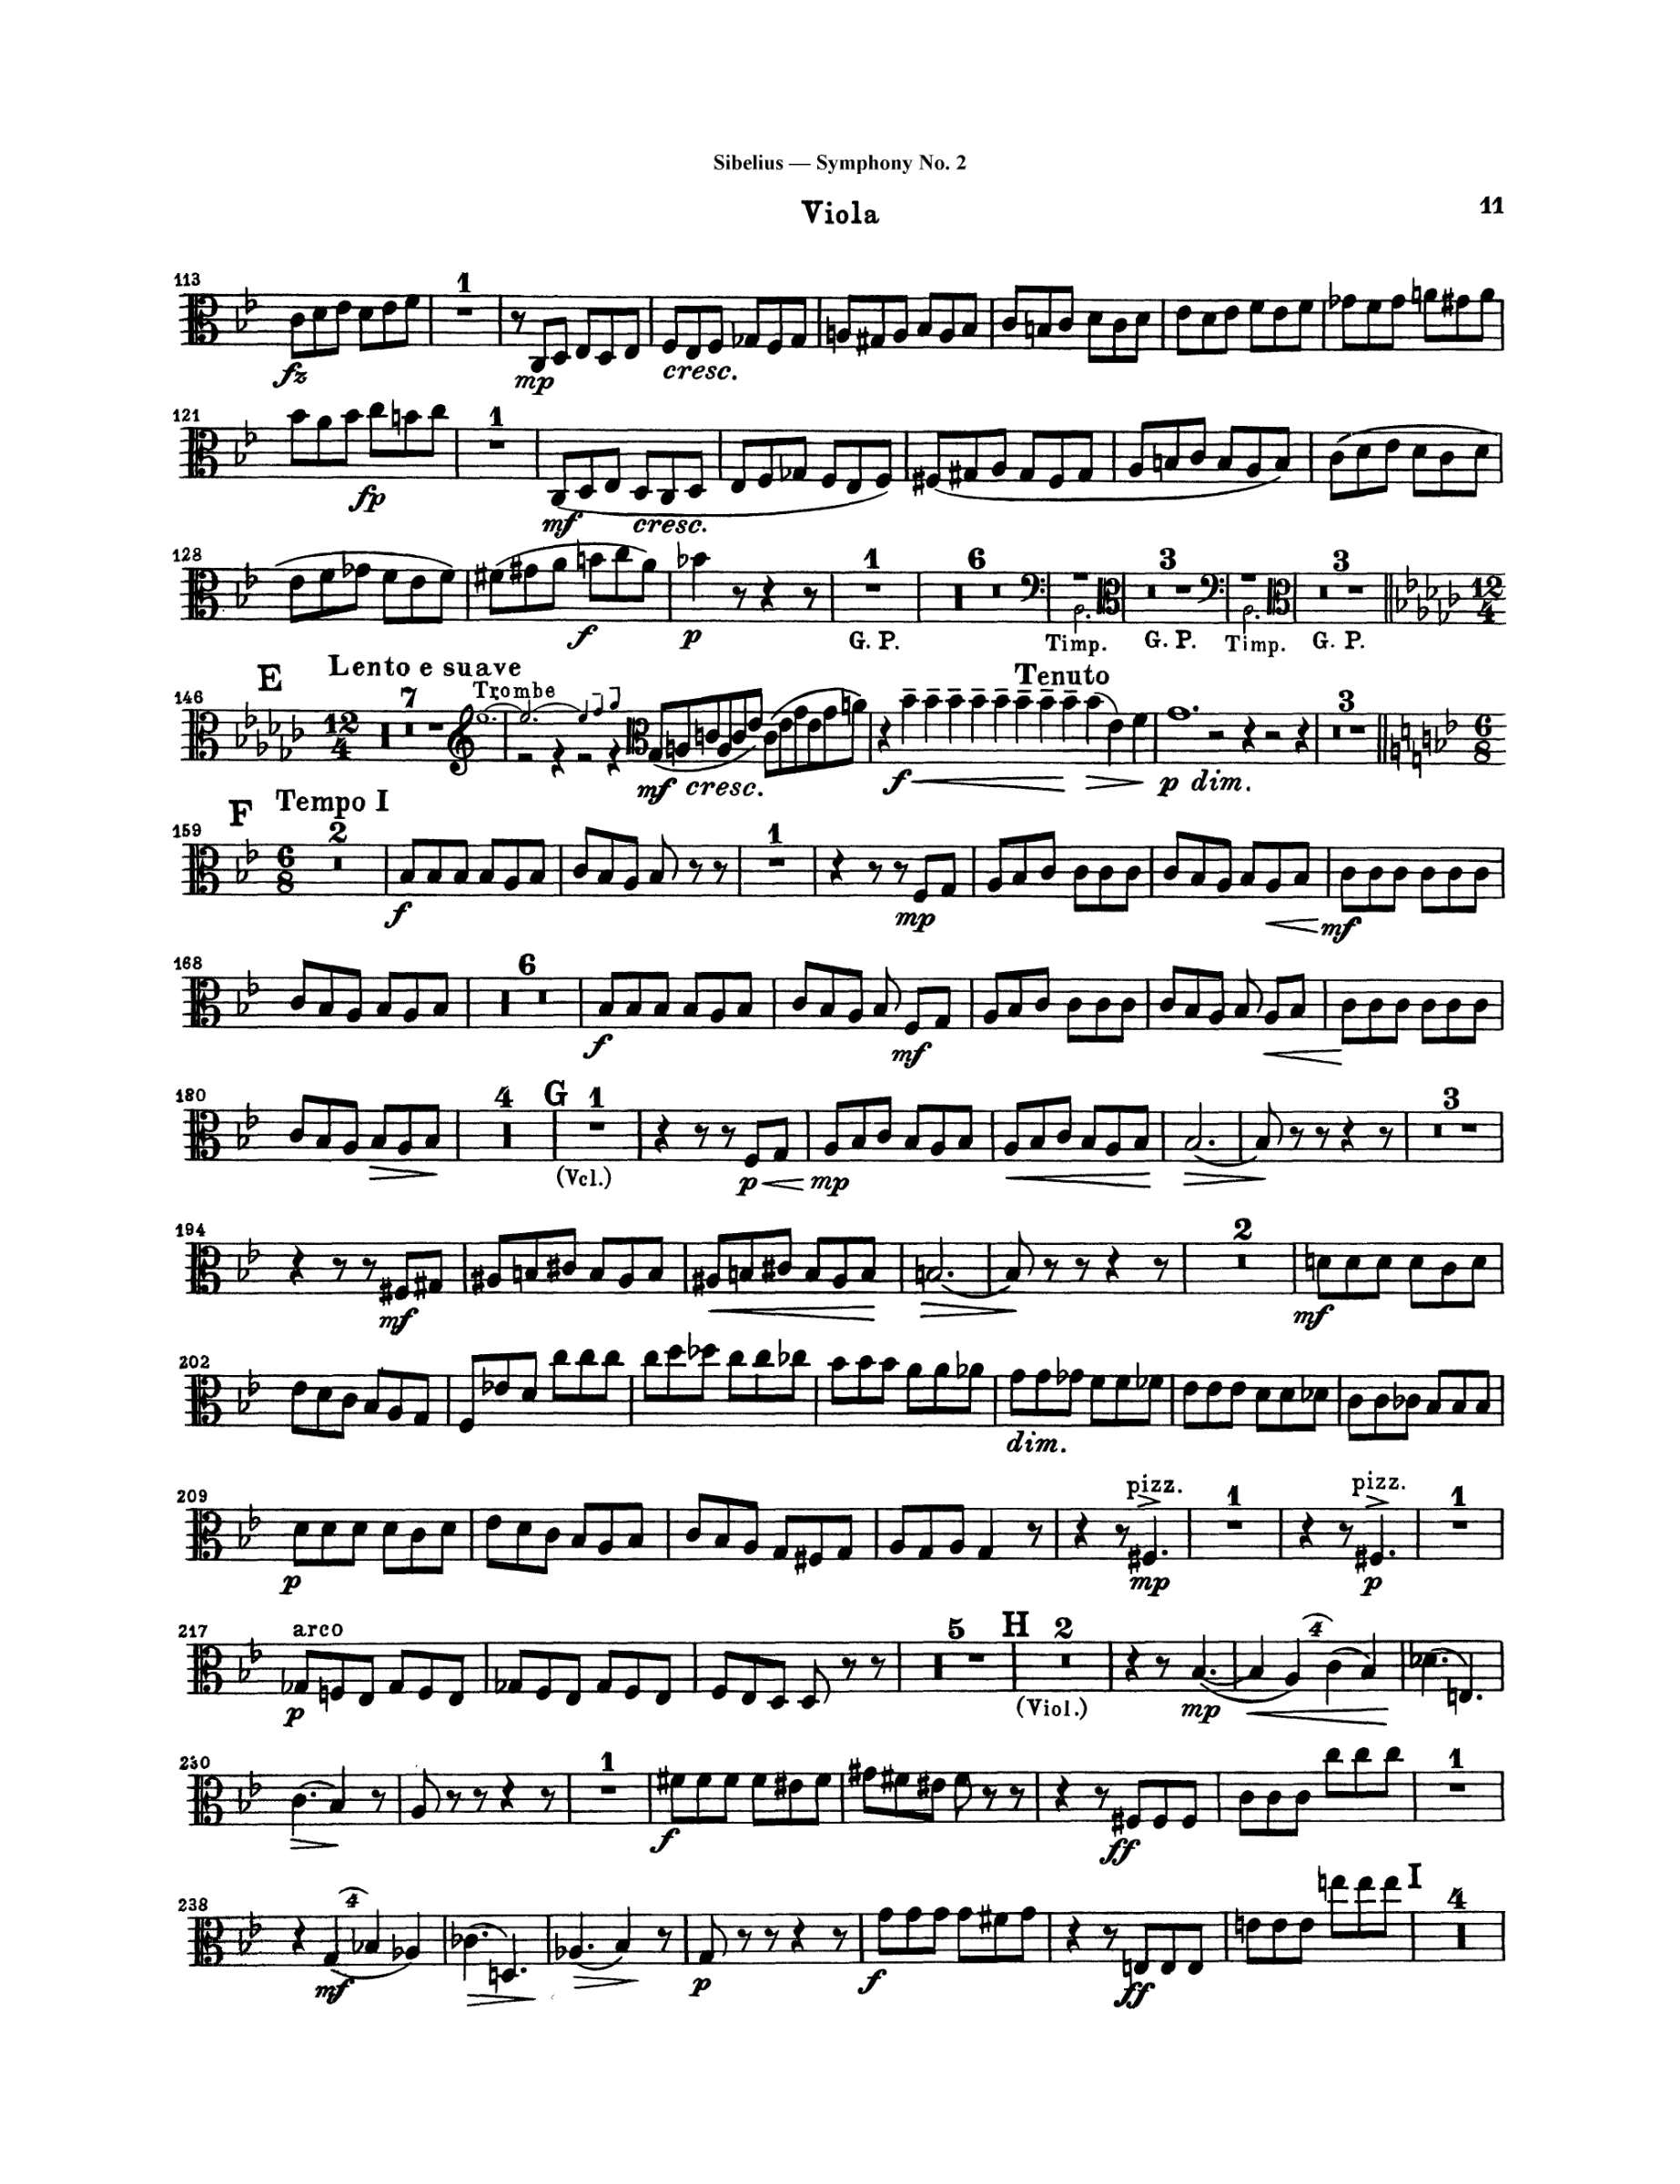 Sibelius — Symphony No. 2
Viola
11
113
1
fz
mp
cresc.
121
1
fp
mf
cresc.
128
1
6
3
3
f
p
G. P.
Timp.
G. P.
Timp.
G. P.
12
4
E
Lento e suave
Tenuto
146
12
4
7
Trombe
3
6
8
mf cresc.
f
p dim.
F
Tempo I
159
6
8
2
1
f
mp
mf
168
6
f
mf
180
4
G
1
3
(Vcl.)
p
mp
194
2
mf
mf
202
dim.
209
pizz.
1
pizz.
1
p
mp
p
217
arco
5
H
2
4
p
(Viol.)
mp
230
1
1
f
ff
238
4
I
4
mf
p
f
ff